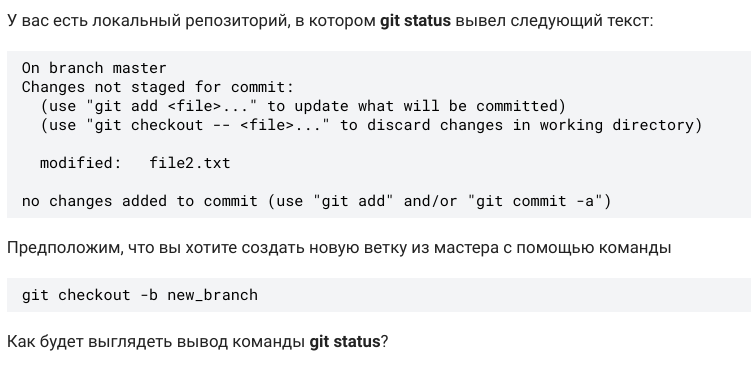 У вас есть локальный репозиторий, в котором git status вывел следующий текст:
On branch master
Changes not staged for commit:
  (use "git add <file>..." to update what will be committed)
  (use "git checkout -- <file>..." to discard changes in working directory)
  modified:   file2.txt
no changes added to commit (use "git add" and/or "git commit -a")
Предположим, что вы хотите создать новую ветку из мастера с помощью команды
git checkout -b new_branch
Как будет выглядеть вывод команды git status?